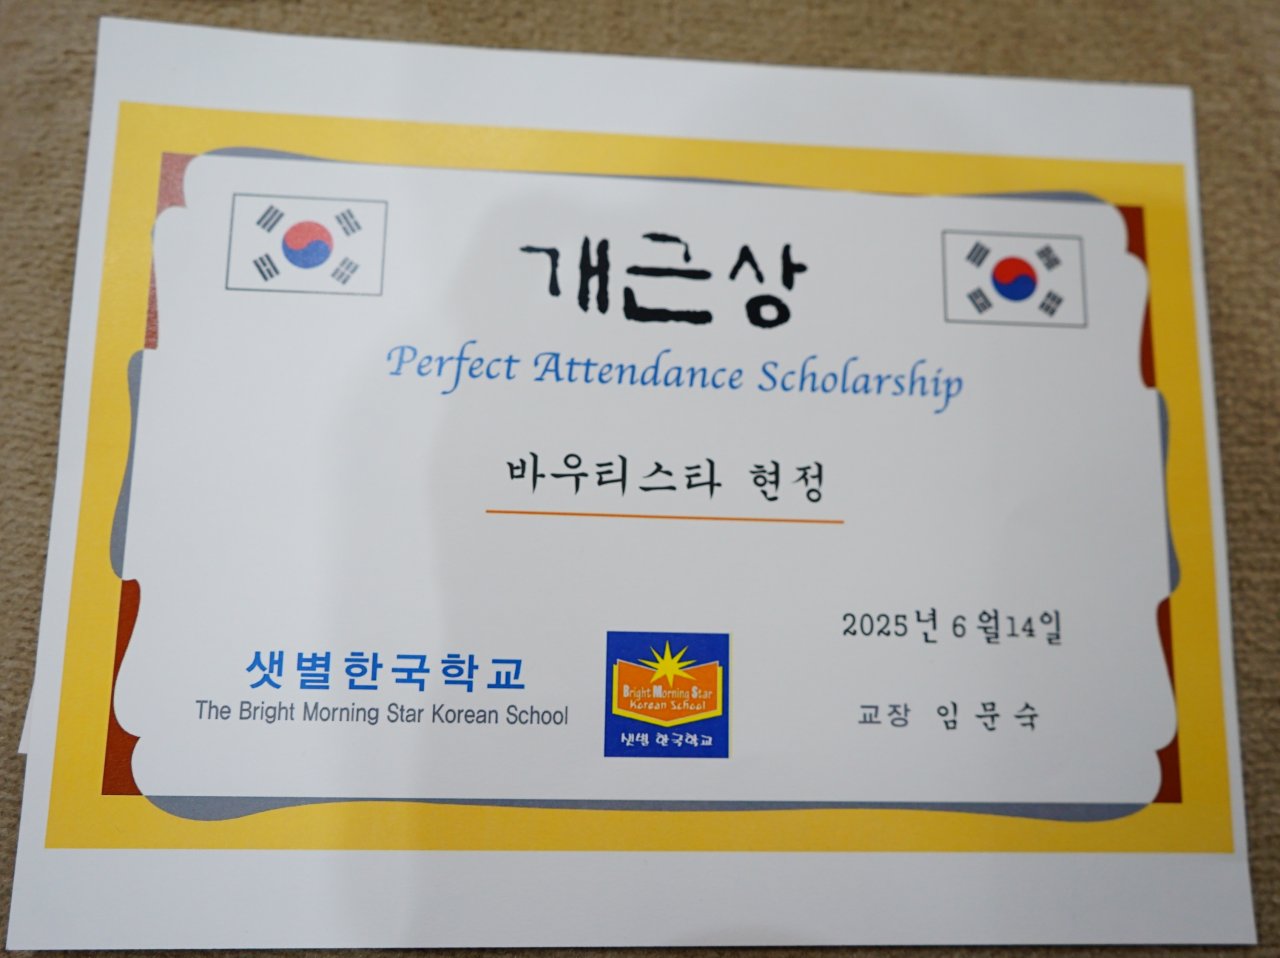 개근상
Perfect Attendance Scholarship
바우티스타 현정
2025년 6월14일
교장 임문숙
샛별한국학교
The Bright Morning Star Korean School
Bright Morning Star
Korean School
샛별 한국학교